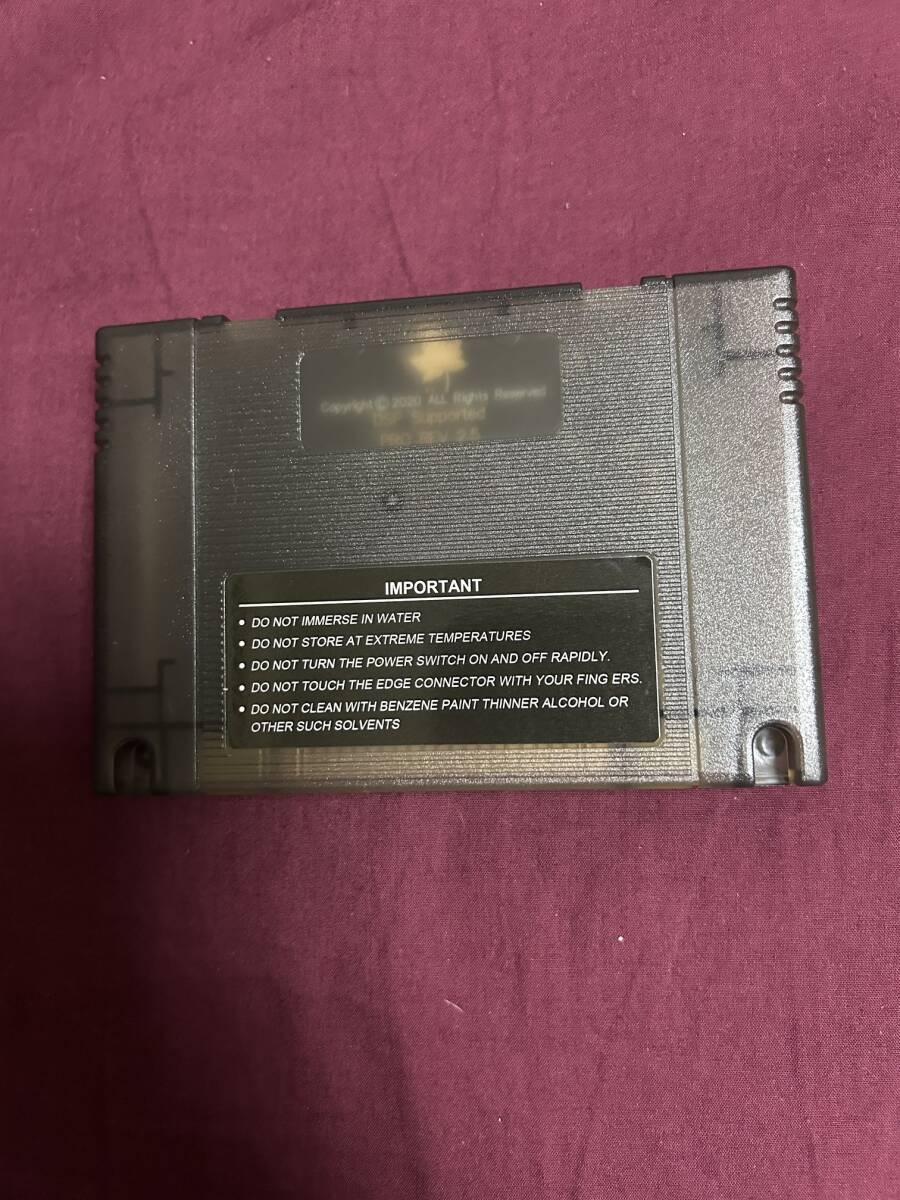 Copyright © 2020 ALL Rights Reserved
DSP Supported
IMPORTANT
• DO NOT IMMERSE IN WATER
• DO NOT STORE AT EXTREME TEMPERATURES
• DO NOT TURN THE POWER SWITCH ON AND OFF RAPIDLY.
• DO NOT TOUCH THE EDGE CONNECTOR WITH YOUR FING ERS.
• DO NOT CLEAN WITH BENZENE PAINT THINNER ALCOHOL OR
OTHER SUCH SOLVENTS